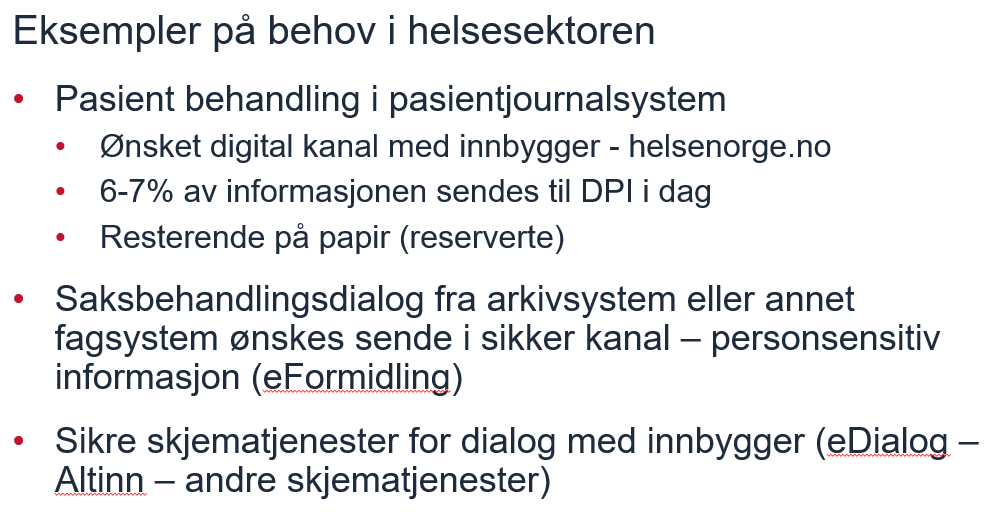 Eksempler på behov i helsesektoren
• Pasient behandling i pasientjournalsystem
• Ønsket digital kanal med innbygger - helsenorge.no
• 6-7% av informasjonen sendes til DPI i dag
• Resterende på papir (reserverte)
• Saksbehandlingsdialog fra arkivsystem eller annet
fagsystem ønskes sende i sikker kanal – personsensitiv
informasjon (eFormidling)
• Sikre skjematjenester for dialog med innbygger (eDialog –
Altinn – andre skjematjenester)